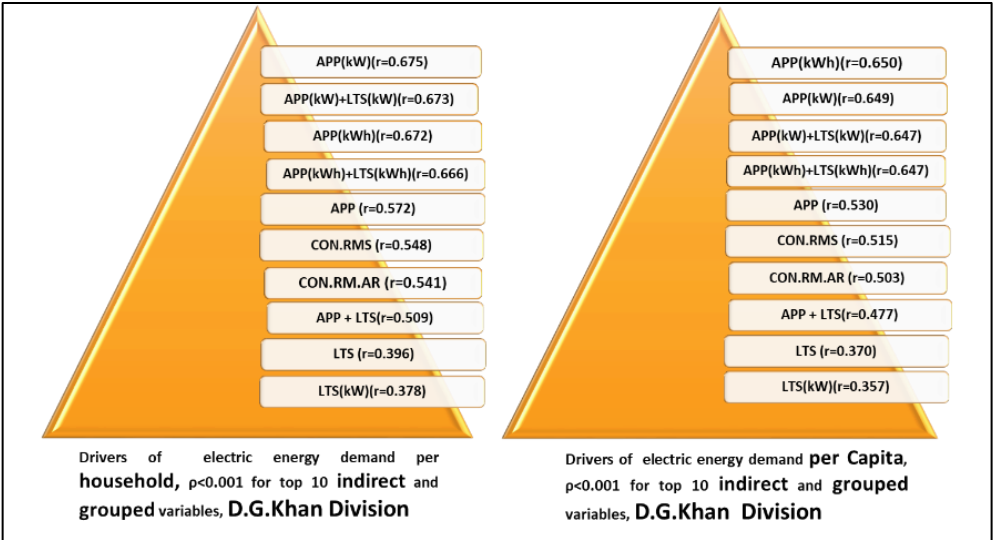 APP(kW)(r=0.675)
APP(kW)+LTS(kW)(r=0.673)
APP(kWh)(r=0.672)
APP(kWh)+LTS(kWh)(r=0.666)
APP (r=0.572)
CON.RMS (r=0.548)
CON.RM.AR (r=0.541)
APP + LTS(r=0.509)
LTS (r=0.396)
LTS(kW)(r=0.378)
Drivers of electric energy demand per
household, ρ<0.001 for top 10 indirect and
grouped variables, D.G.Khan Division
APP(kWh)(r=0.650)
APP(kW)(r=0.649)
APP(kW)+LTS(kW)(r=0.647)
APP(kWh)+LTS(kWh)(r=0.647)
APP (r=0.530)
CON.RMS (r=0.515)
CON.RM.AR (r=0.503)
APP + LTS(r=0.477)
LTS (r=0.370)
LTS(kW)(r=0.357)
Drivers of electric energy demand per Capita,
ρ<0.001 for top 10 indirect and grouped
variables, D.G.Khan Division